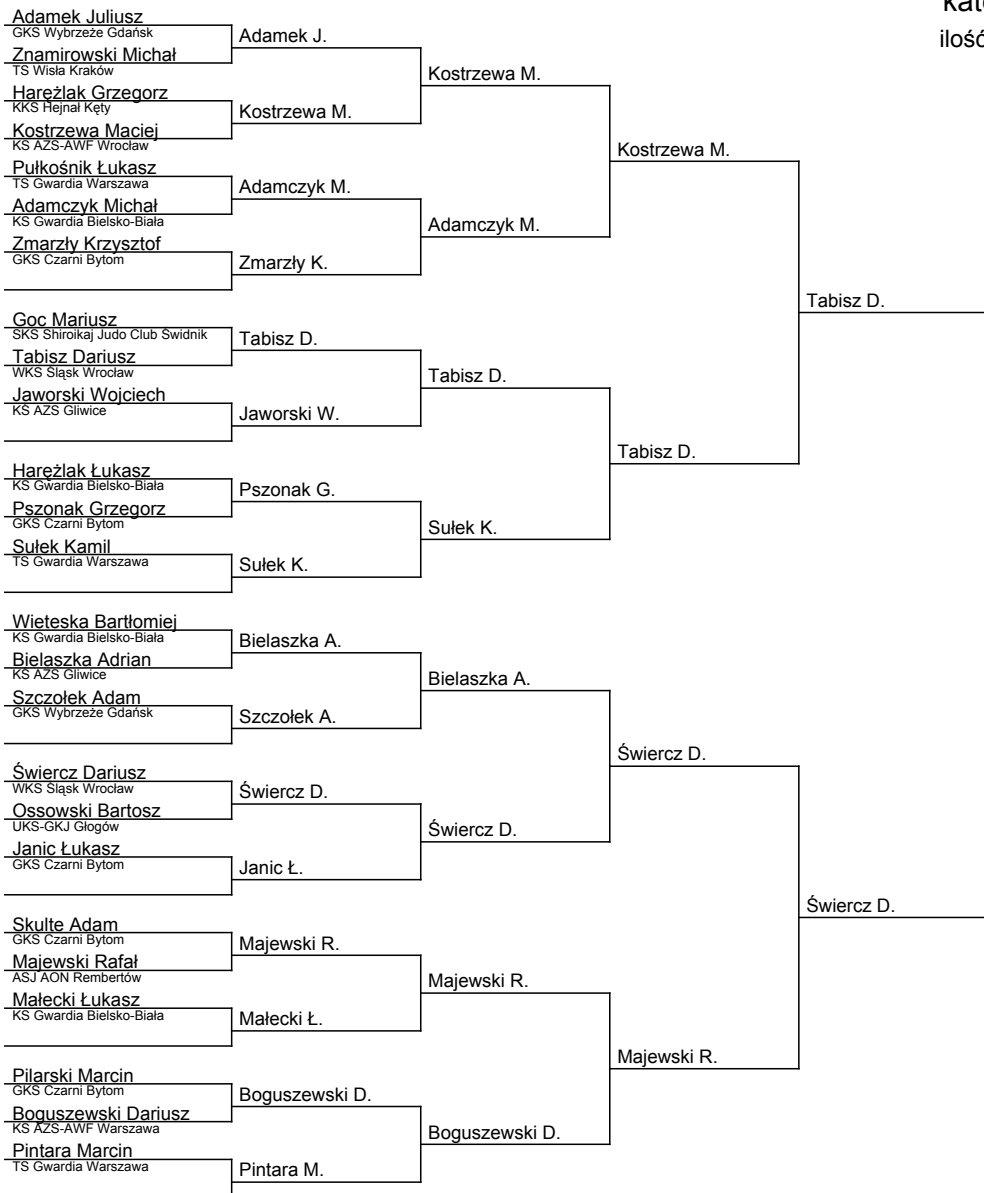 kate
ilość
Adamek Juliusz
GKS Wybrzeże Gdańsk
Znamirowski Michał
TS Wisła Kraków
Harężlak Grzegorz
KKS Hejnał Kęty
Kostrzewa Maciej
KS AZS-AWF Wrocław
Pułkośnik Łukasz
TS Gwardia Warszawa
Adamczyk Michał
KS Gwardia Bielsko-Biała
Zmarzły Krzysztof
GKS Czarni Bytom
Goc Mariusz
SKS Shiroikaj Judo Club Świdnik
Tabisz Dariusz
WKS Śląsk Wrocław
Jaworski Wojciech
KŚ AZS Gliwice
Harężlak Łukasz
KS Gwardia Bielsko-Biała
Pszonak Grzegorz
GKS Czarni Bytom
Sułek Kamil
TS Gwardia Warszawa
Wieteska Bartłomiej
KS Gwardia Bielsko-Biała
Bielaszka Adrian
KS AZS Gliwice
Szczołek Adam
GKS Wybrzeże Gdańsk
Świercz Dariusz
WKS Śląsk Wrocław
Ossowski Bartosz
UKS-GKJ Głogów
Janic Łukasz
GKS Czarni Bytom
Skulte Adam
GKS Czarni Bytom
Majewski Rafał
ASJ AON Rembertów
Małecki Łukasz
KS Gwardia Bielsko-Biała
Pilarski Marcin
GKS Czarni Bytom
Boguszewski Dariusz
KS AZS-AWF Warszawa
Pintara Marcin
TS Gwardia Warszawa
Adamek J.
Kostrzewa M.
Adamczyk M.
Zmarzły K.
Tabisz D.
Jaworski W.
Pszonak G.
Sułek K.
Bielaszka A.
Szczołek A.
Świercz D.
Janic Ł.
Majewski R.
Małecki Ł.
Boguszewski D.
Pintara M.
Kostrzewa M.
Adamczyk M.
Tabisz D.
Sułek K.
Bielaszka A.
Świercz D.
Majewski R.
Boguszewski D.
Kostrzewa M.
Tabisz D.
Świercz D.
Majewski R.
Tabisz D.
Świercz D.